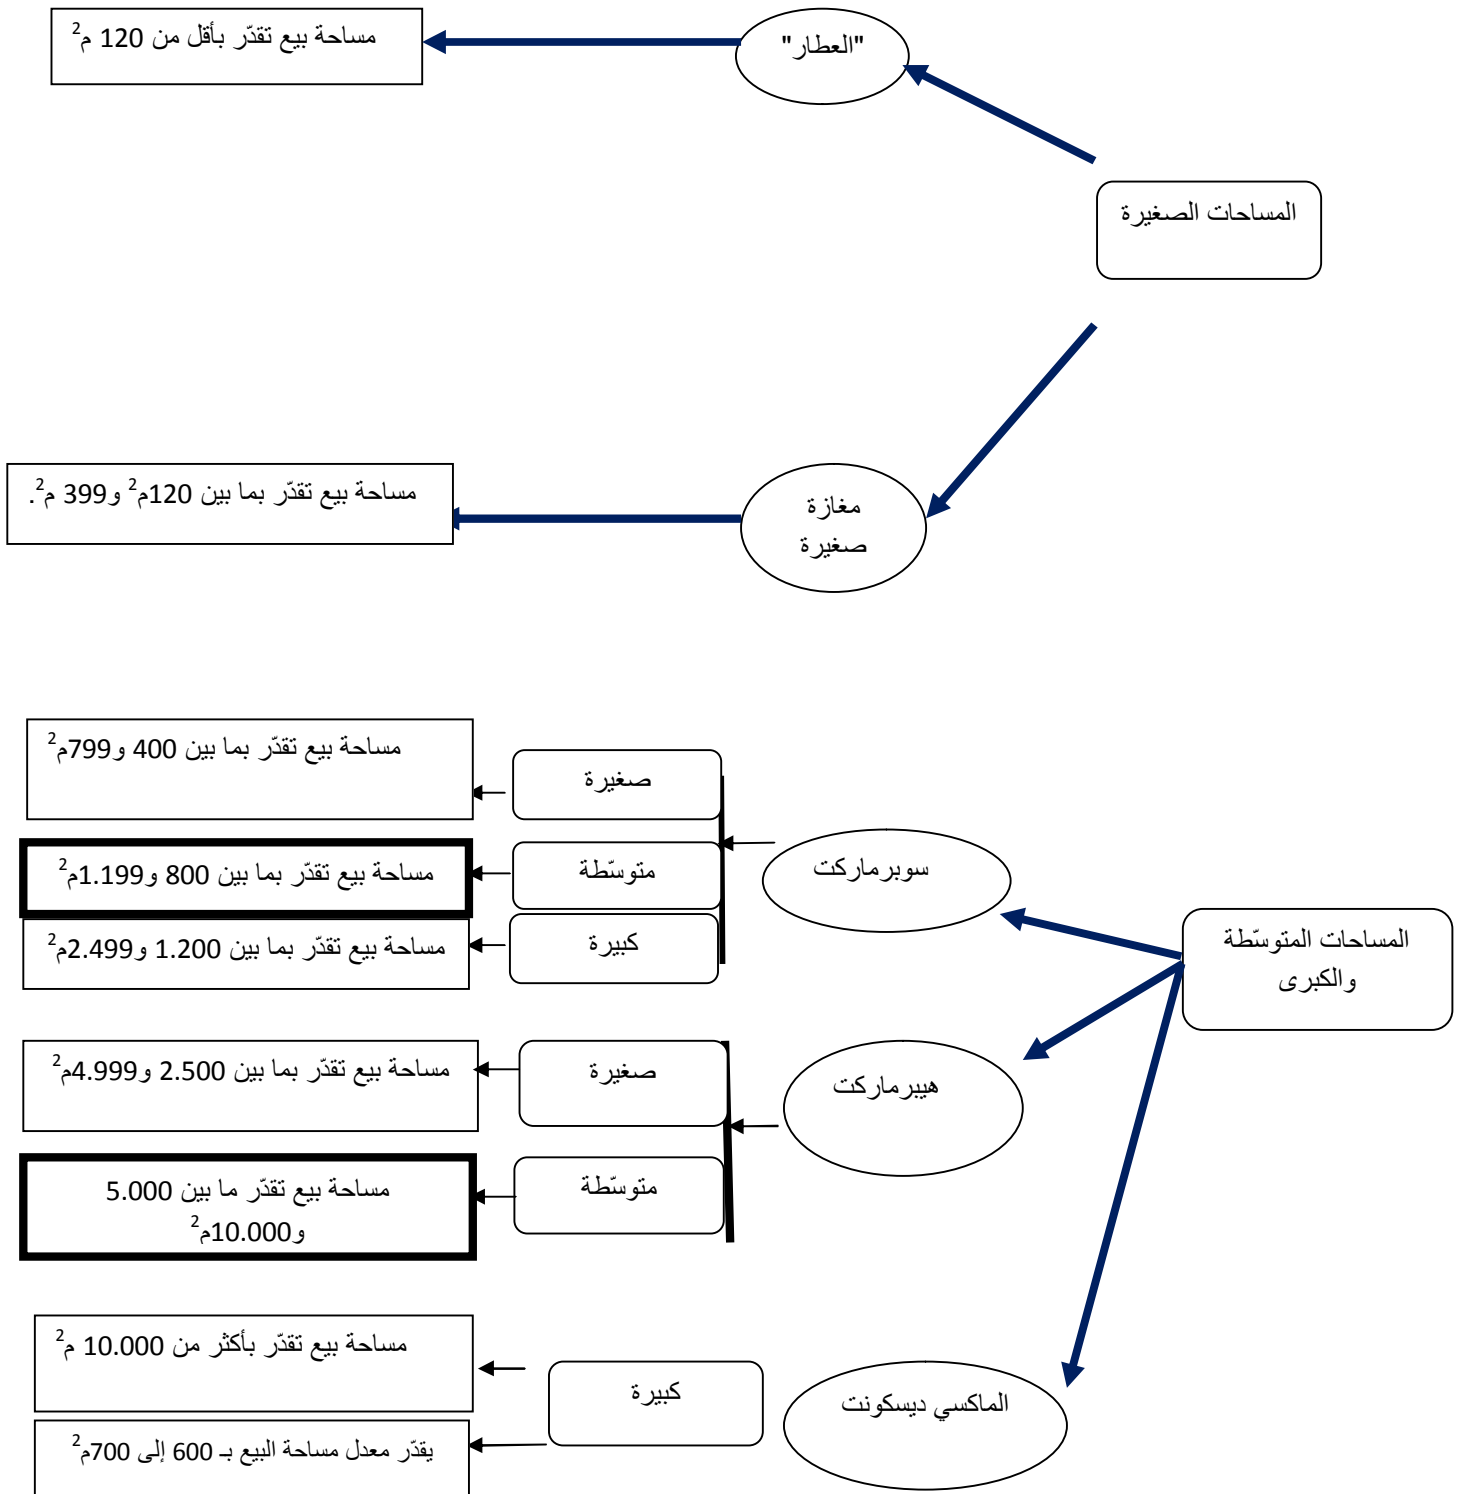 "العطار"
مساحة بيع تقدّر بأقل من 120 م²
المساحات الصغيرة
مغازة
صغيرة
مساحة بيع تقدّر بما بين 120م² و399 م².
المساحات المتوسّطة
والكبرى
سوبرماركت
صغيرة
مساحة بيع تقدّر بما بين 400 و799م²
متوسّطة
مساحة بيع تقدّر بما بين 800 و1.199م²
كبيرة
مساحة بيع تقدّر بما بين 1.200 و2.499م²
هيبرماركت
صغيرة
مساحة بيع تقدّر بما بين 2.500 و4.999م²
متوسّطة
مساحة بيع تقدّر ما بين 5.000
و10.000م²
الماكسي ديسكونت
كبيرة
مساحة بيع تقدّر بأكثر من 10.000 م²
يقدّر معدل مساحة البيع بـ 600 إلى 700م²